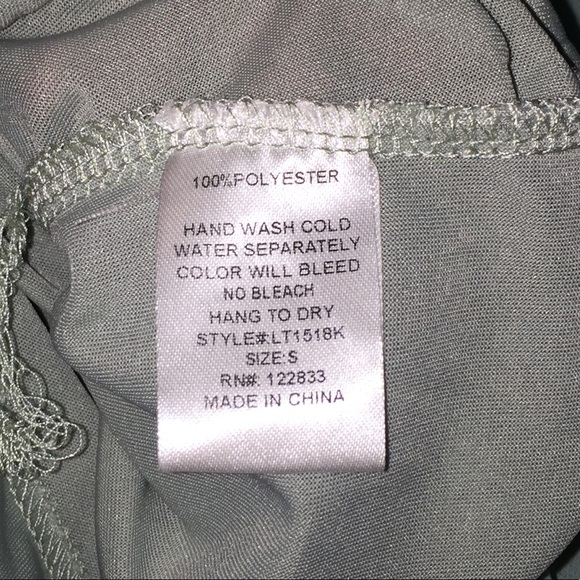 100%POLYESTER
HAND WASH COLD
WATER SEPARATELY
COLOR WILL BLEED
NO BLEACH
HANG TO DRY
STYLE#:LT1518K
SIZE:S
RN#: 122833
MADE IN CHINA